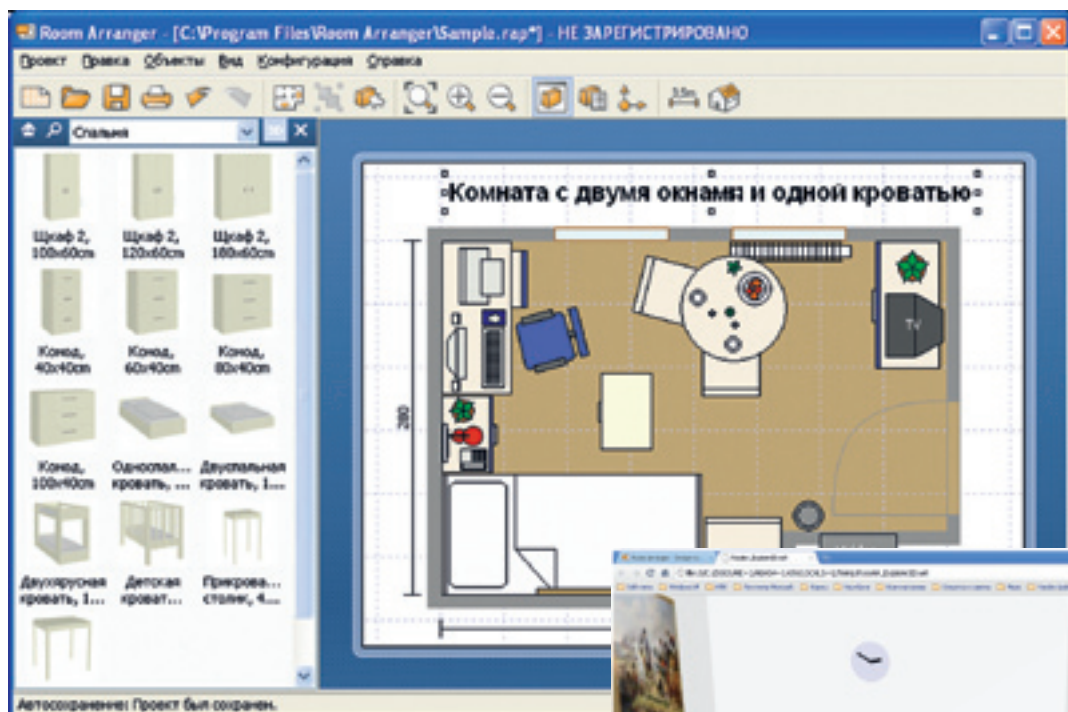 Room Arranger - [C:\Program Files\Room Arranger\Sample.rap*] - НЕ ЗАРЕГИСТРИРОВАНО
Проект Правка Объекты Вид Конфигурация Справка
3,5m
Спальня
Комната с двумя окнами и одной кроватью
Шкаф 2, 100x60cm
Шкаф 2, 120x60cm
Шкаф 2, 180x60cm
Комод, 40x40cm
Комод, 60x40cm
Комод, 80x40cm
Комод, 100x40cm
Односпал... кровать, ...
Двуспальная кровать, 1...
Двухярусная кровать, 1...
Детская кроват...
Прикрова... столик, 4...
TV
280
Автосохранение: Проект был сохранен.